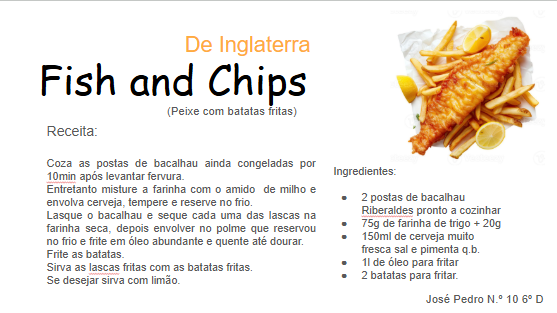 De Inglaterra
Fish and Chips
(Peixe com batatas fritas)
Receita:
Coza as postas de bacalhau ainda congeladas por
10min após levantar fervura.
Entretanto misture a farinha com o amido de milho e
envolva cerveja, tempere e reserve no frio.
Lasque o bacalhau e seque cada uma das lascas na
farinha seca, depois envolver no polme que reservou
no frio e frite em óleo abundante e quente até dourar.
Frite as batatas.
Sirva as lascas fritas com as batatas fritas.
Se desejar sirva com limão.
Ingredientes:
● 2 postas de bacalhau
Riberaldes pronto a cozinhar
● 75g de farinha de trigo + 20g
● 150ml de cerveja muito
fresca sal e pimenta q.b.
● 1l de óleo para fritar
● 2 batatas para fritar.
José Pedro N.º 10 6º D